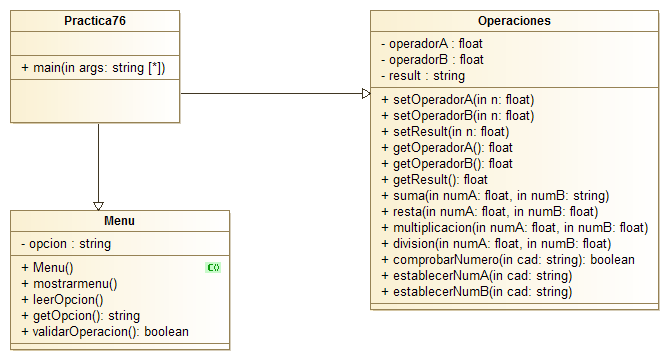 Practica76
+ main(in args: string [*])
Operaciones
- operadorA : float
- operadorB : float
- result : string
+ setOperadorA(in n: float)
+ setOperadorB(in n: float)
+ setResult(in n: float)
+ getOperadorA(): float
+ getOperadorB(): float
+ getResult(): float
+ suma(in numA: float, in numB: string)
+ resta(in numA: float, in numB: float)
+ multiplicacion(in numA: float, in numB: float)
+ division(in numA: float, in numB: float)
+ comprobarNumero(in cad: string): boolean
+ establecerNumA(in cad: string)
+ establecerNumB(in cad: string)
Menu
- opcion : string
+ Menu() C()
+ mostrarmenu()
+ leerOpcion()
+ getOpcion(): string
+ validarOperacion(): boolean